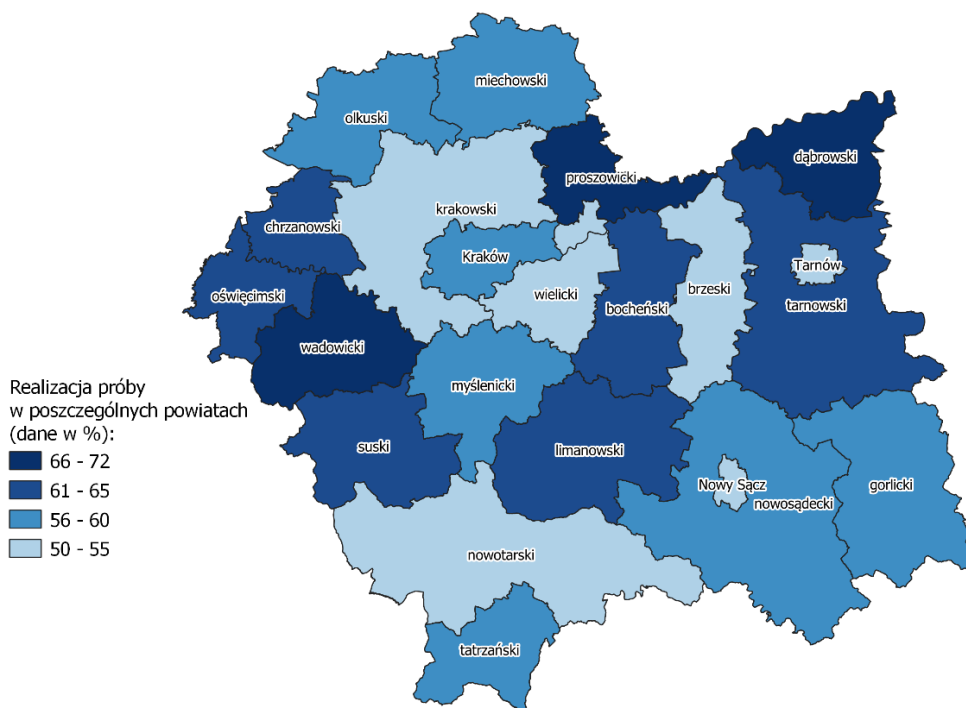 miechowski
olkuski
dąbrowski
proszowicki
krakowski
chrzanowski
Kraków
Tarnów
wielicki
brzeski
oświęcimski
bocheński
tarnowski
wadowicki
myślenicki
Realizacja próby
w poszczególnych powiatach
(dane w %):
66 - 72
61 - 65
56 - 60
50 - 55
suski
limanowski
Nowy Sącz
gorlicki
nowosądecki
nowotarski
tatrzański